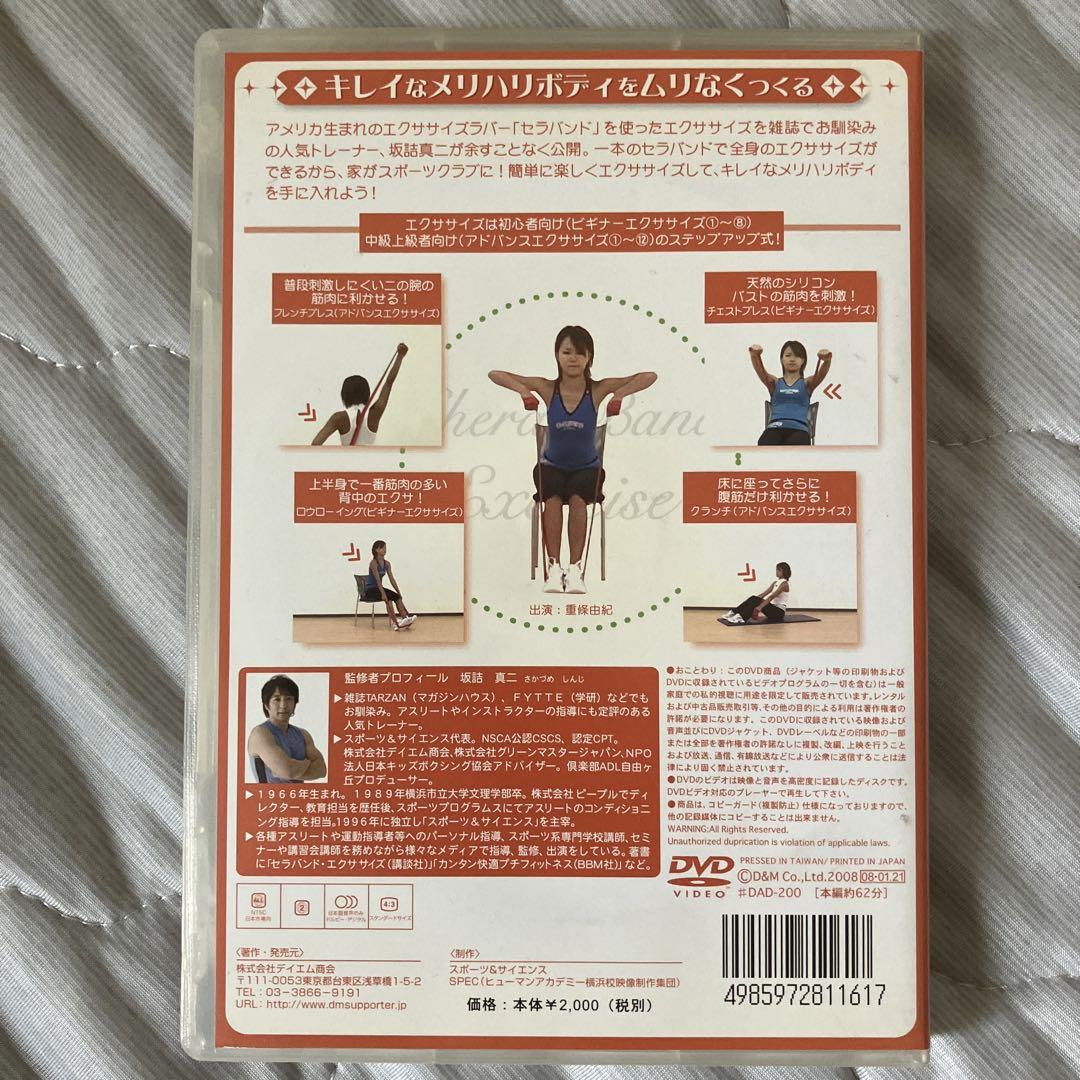 キレイなメリハリボディをムリなくつくる
アメリカ生まれのエクササイズラバー「セラバンド」を使ったエクササイズを雑誌でお馴染み
の人気トレーナー、坂詰真二が余すことなく公開。一本のセラバンドで全身のエクササイズが
できるから、家がスポーツクラブに！簡単に楽しくエクササイズして、キレイなメリハリボディ
を手に入れよう！
エクササイズは初心者向け（ビギナーエクササイズ①～⑧）
中級上級者向け（アドバンスエクササイズ①～⑫）のステップアップ式！
普段刺激しにくい二の腕の
筋肉に利かせる！
フレンチプレス（アドバンスエクササイズ）
天然のシリコン
バストの筋肉を刺激！
チェストプレス（ビギナーエクササイズ）
Thera Band
Exercise
上半身で一番筋肉の多い
背中のエクサ！
ロウローイング（ビギナーエクササイズ）
床に座ってさらに
腹筋だけ利かせる！
クランチ（アドバンスエクササイズ）
出演：重條由紀
監修者プロフィール 坂詰 真二 さかづめ しんじ
▶雑誌TARZAN（マガジンハウス）、FYTTE（学研）などでも
お馴染み。アスリートやインストラクターの指導にも定評のある
人気トレーナー。
▶スポーツ&サイエンス代表。NSCA公認CSCS、認定CPT。
株式会社デイエム商会、株式会社グリーンマスタージャパン、NPO
法人日本キッズボクシング協会アドバイザー。倶楽部ADL自由ヶ
丘プロデューサー。
▶1966年生まれ。1989年横浜市立大学文理学部卒。株式会社ピープルでディ
レクター、教育担当を歴任後、スポーツプログラムスにてアスリートのコンディショニ
ング指導を担当。1996年に独立し「スポーツ&サイエンス」を主宰。
▶各種アスリートや運動指導者等へのパーソナル指導、スポーツ系専門学校講師、セミ
ナーや講習会講師を務めながら様々なメディアで指導、監修、出演をしている。著書
に「セラバンド・エクササイズ（講談社）」「カンタン快適プチフィットネス（BBM社）」など。
●おことわり：このDVD商品（ジャケット等の印刷物および
DVDに収録されているビデオプログラムの一切を含む）は一般
家庭での私的視聴に用途を限定して販売されています。レンタル
および中古品販売取引等、その他の目的による利用は著作権者の
許諾が必要になります。このDVDに収録されている映像および
音声並びにDVDジャケット、DVDレーベルなどの印刷物の一部
または全部を著作権者の許諾なしに複製、改編、上映を行うこと
および放送、通信、有線放送などにより公衆に送信することは法
律により固く禁止されています。
●DVDのビデオは映像と音声を高密度に記録したディスクです。
DVDビデオ対応のプレーヤーで再生して下さい。
●商品は、コピーガード（複製防止）仕様になっておりますので、
他の記録媒体にコピーすることは出来ません。
WARNING:All Rights Reserved.
Unauthorized duprication is violation of applicable laws.
DVD
VIDEO
PRESSED IN TAIWAN/ PRINTED IN JAPAN
ⒸD&M Co.,Ltd.2008 08・01.21
#DAD-200 [本編約62分]
ALL
NTSC
日本市場向
2
日本語音声のみ
ドルビー・デジタル
4:3
スタンダードサイズ
〈著作・発売元〉
株式会社デイエム商会
〒111-0053東京都台東区浅草橋1-5-2
TEL：03-3866-9191
URL：http://www.dmsupporter.jp
〈制作〉
スポーツ&サイエンス
SPEC（ヒューマンアカデミー横浜校映像制作集団）
価格：本体¥2,000（税別）
4985972811617